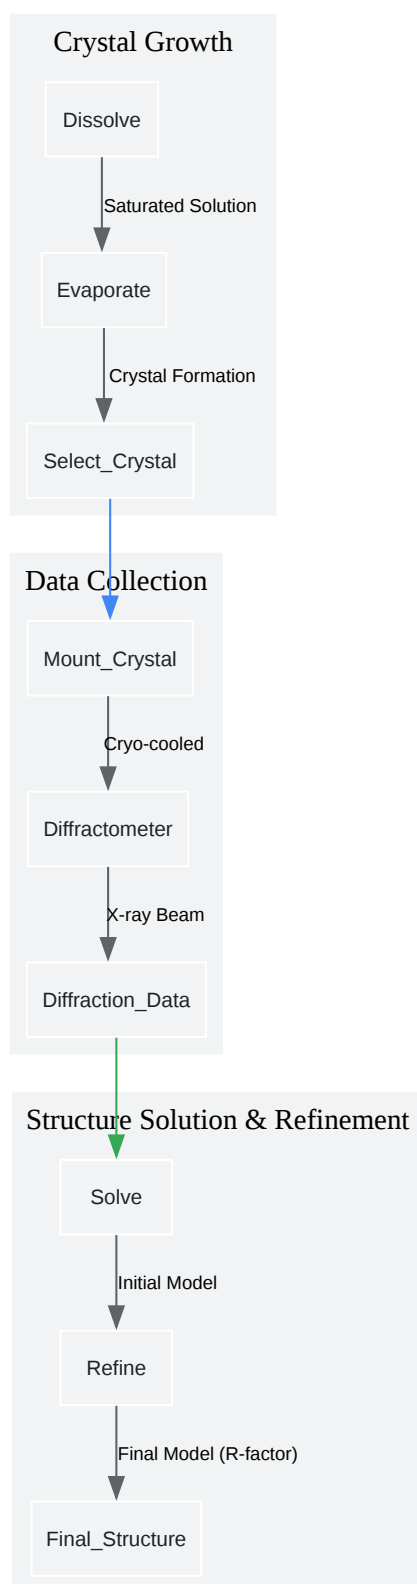 Crystal Growth
Dissolve
Saturated Solution
Evaporate
Crystal Formation
Select_Crystal
Data Collection
Mount_Crystal
Cryo-cooled
Diffractometer
X-ray Beam
Diffraction_Data
Structure Solution & Refinement
Solve
Initial Model
Refine
Final Model (R-factor)
Final_Structure